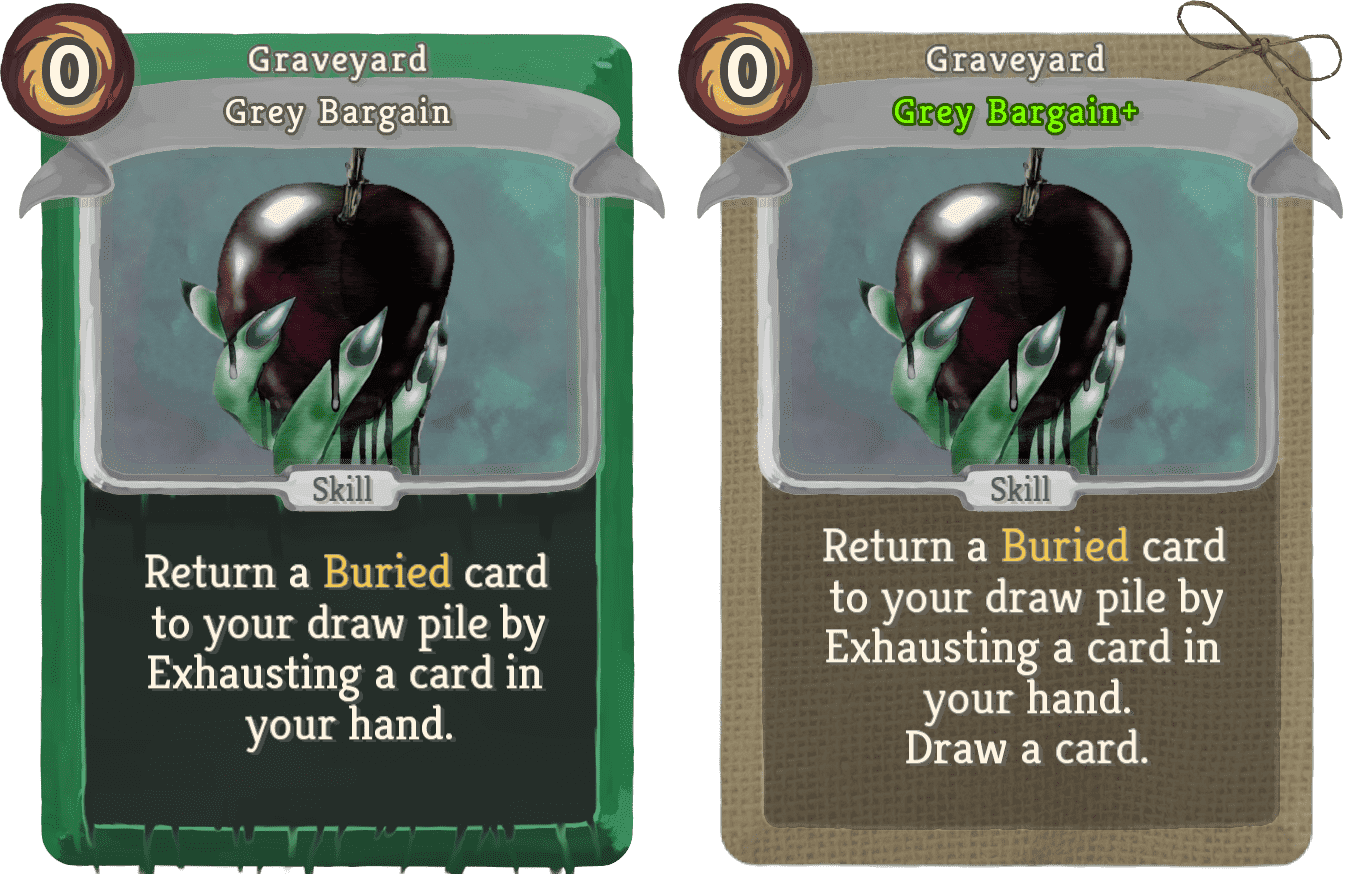 0
Graveyard
Grey Bargain
Skill
Return a Buried card
to your draw pile by
Exhausting a card in
your hand.
0
Graveyard
Grey Bargain+
Skill
Return a Buried card
to your draw pile by
Exhausting a card in
your hand.
Draw a card.